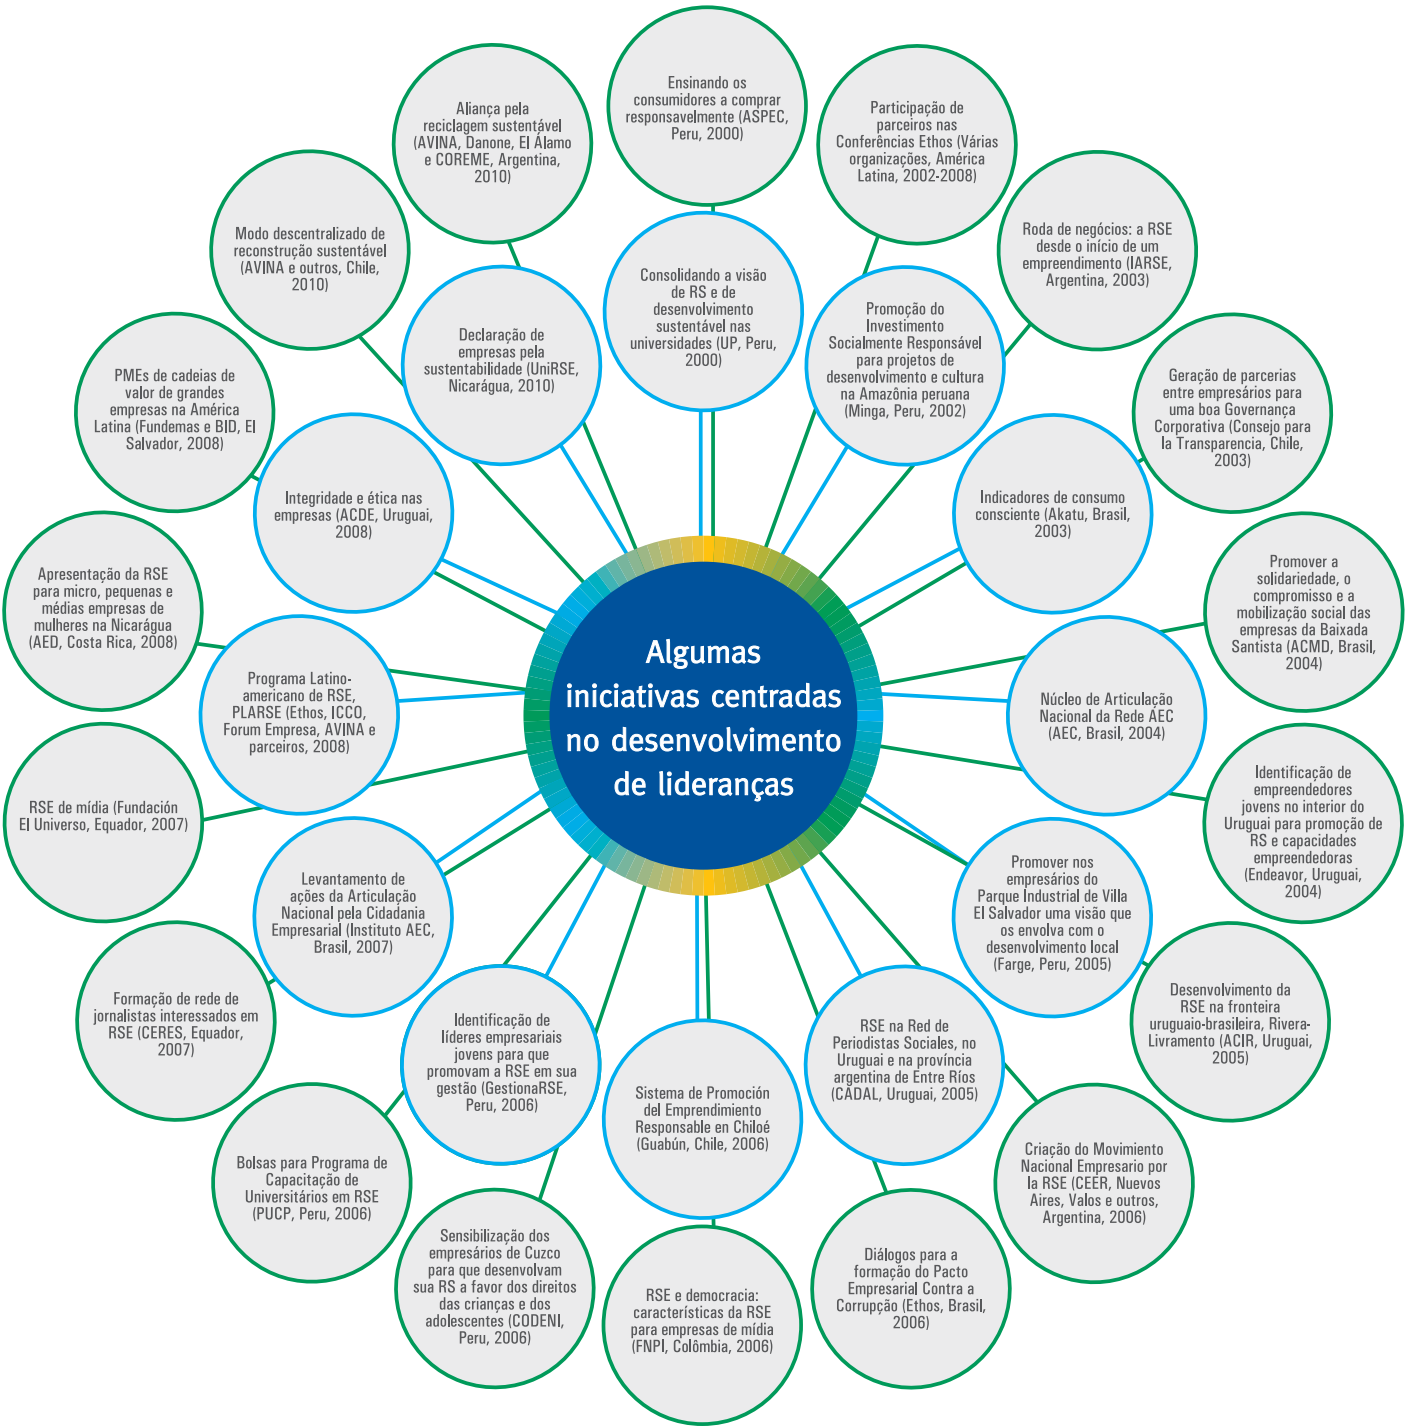 Algumas
iniciativas centradas
no desenvolvimento
de lideranças
Ensinando os
consumidores a comprar
responsavelmente (ASPEC,
Peru, 2000)
Consolidando a visão
de RS e de
desenvolvimento
sustentável nas
universidades (UP, Peru,
2000)
Participação de
parceiros nas
Conferências Ethos (Várias
organizações, América
Latina, 2002-2008)
Promoção do
Investimento
Socialmente Responsável
para projetos de
desenvolvimento e cultura
na Amazônia peruana
(Minga, Peru, 2002)
Roda de negócios: a RSE
desde o início de um
empreendimento (IARSE,
Argentina, 2003)
Indicadores de consumo
consciente (Akatu, Brasil,
2003)
Geração de parcerias
entre empresários para
uma boa Governança
Corporativa (Consejo para
la Transparencia, Chile,
2003)
Promover a
solidariedade, o
compromisso e a
mobilização social das
empresas da Baixada
Santista (ACMD, Brasil,
2004)
Núcleo de Articulação
Nacional da Rede AEC
(AEC, Brasil, 2004)
Identificação de
empreendedores
jovens no interior do
Uruguai para promoção de
RS e capacidades
empreendedoras
(Endeavor, Uruguai,
2004)
Promover nos
empresários do
Parque Industrial de Villa
El Salvador uma visão que
os envolva com o
desenvolvimento local
(Farge, Peru, 2005)
Desenvolvimento da
RSE na fronteira
uruguaio-brasileira, Rivera-
Livramento (ACIR, Uruguai,
2005)
RSE na Red de
Periodistas Sociales, no
Uruguai e na província
argentina de Entre Ríos
(CADAL, Uruguai, 2005)
Criação do Movimiento
Nacional Empresario por
la RSE (CEER, Nuevos
Aires, Valos e outros,
Argentina, 2006)
Diálogos para a
formação do Pacto
Empresarial Contra a
Corrupção (Ethos, Brasil,
2006)
Sistema de Promoción
del Emprendimiento
Responsable en Chiloé
(Guabún, Chile, 2006)
RSE e democracia:
características da RSE
para empresas de mídia
(FNPI, Colômbia, 2006)
Sensibilização dos
empresários de Cuzco
para que desenvolvam
sua RS a favor dos direitos
das crianças e dos
adolescentes (CODENI,
Peru, 2006)
Identificação de
líderes empresariais
jovens para que
promovam a RSE em sua
gestão (GestionaRSE,
Peru, 2006)
Bolsas para Programa de
Capacitação de
Universitários em RSE
(PUCP, Peru, 2006)
Levantamento de
ações da Articulação
Nacional pela Cidadania
Empresarial (Instituto AEC,
Brasil, 2007)
Formação de rede de
jornalistas interessados em
RSE (CERES, Equador,
2007)
RSE de mídia (Fundación
El Universo, Equador, 2007)
Programa Latino-
americano de RSE,
PLARSE (Ethos, ICCO,
Forum Empresa, AVINA e
parceiros, 2008)
Apresentação da RSE
para micro, pequenas e
médias empresas de
mulheres na Nicarágua
(AED, Costa Rica, 2008)
Integridade e ética nas
empresas (ACDE, Uruguai,
2008)
PMEs de cadeias de
valor de grandes
empresas na América
Latina (Fundemas e BID, El
Salvador, 2008)
Modo descentralizado de
reconstrução sustentável
(AVINA e outros, Chile,
2010)
Declaração de
empresas pela
sustentabilidade (UniRSE,
Nicarágua, 2010)
Aliança pela
reciclagem sustentável
(AVINA, Danone, El Álamo
e COREME, Argentina,
2010)